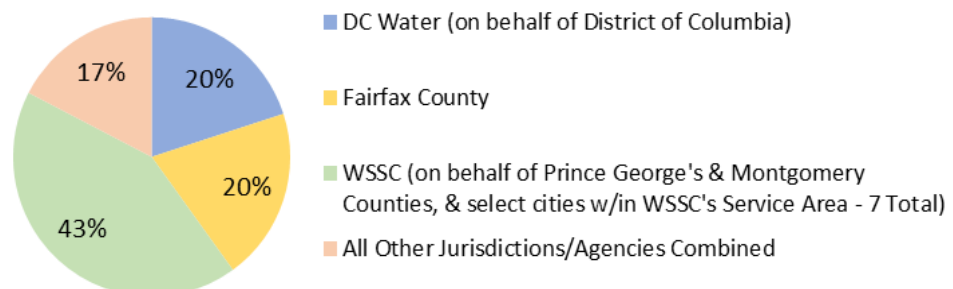 DC Water (on behalf of District of Columbia)
17%
20%
Fairfax County
20%
WSSC (on behalf of Prince George's & Montgomery
Counties, & select cities w/in WSSC's Service Area - 7 Total)
43%
All Other Jurisdictions/Agencies Combined